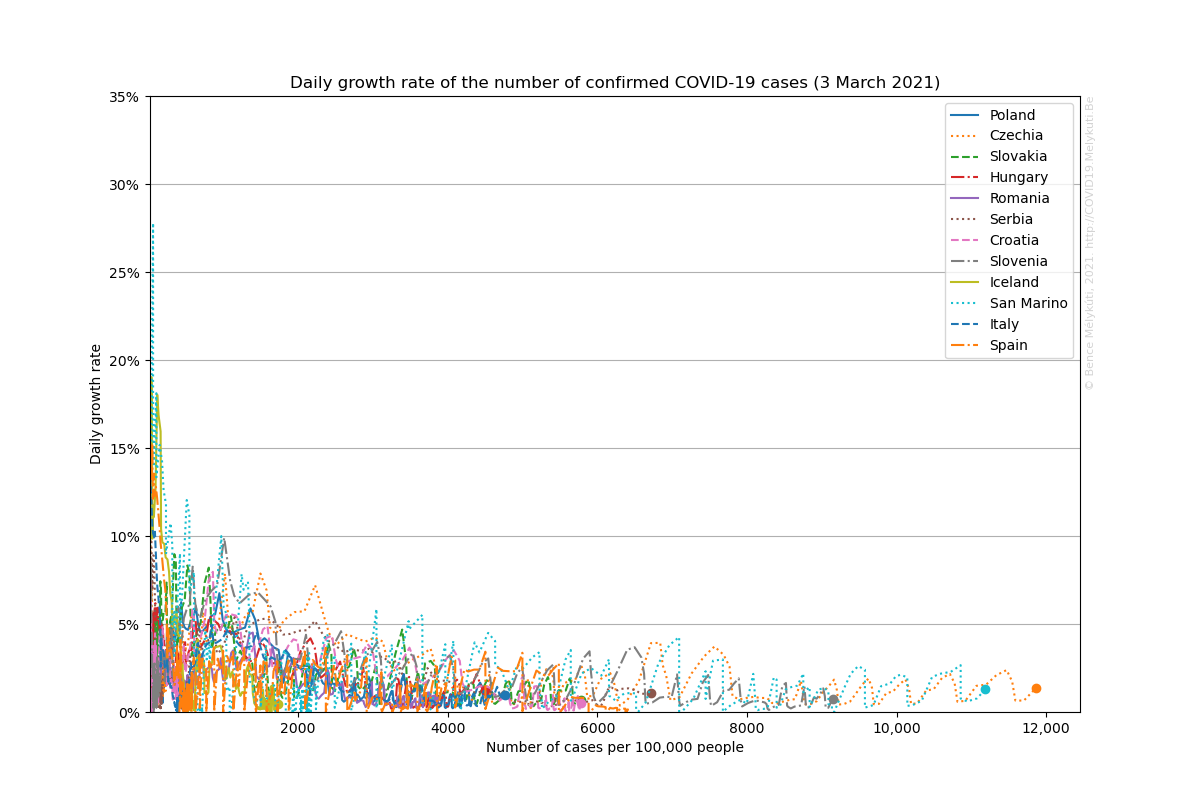 Daily growth rate of the number of confirmed COVID-19 cases (3 March 2021)
35%
30%
25%
20%
15%
10%
5%
0%
Daily growth rate
2000
4000
6000
8000
10,000
12,000
Number of cases per 100,000 people
Poland
Czechia
Slovakia
Hungary
Romania
Serbia
Croatia
Slovenia
Iceland
San Marino
Italy
Spain
© Bence Mélykúti, 2021 http://COVID19.Melykuti.Be